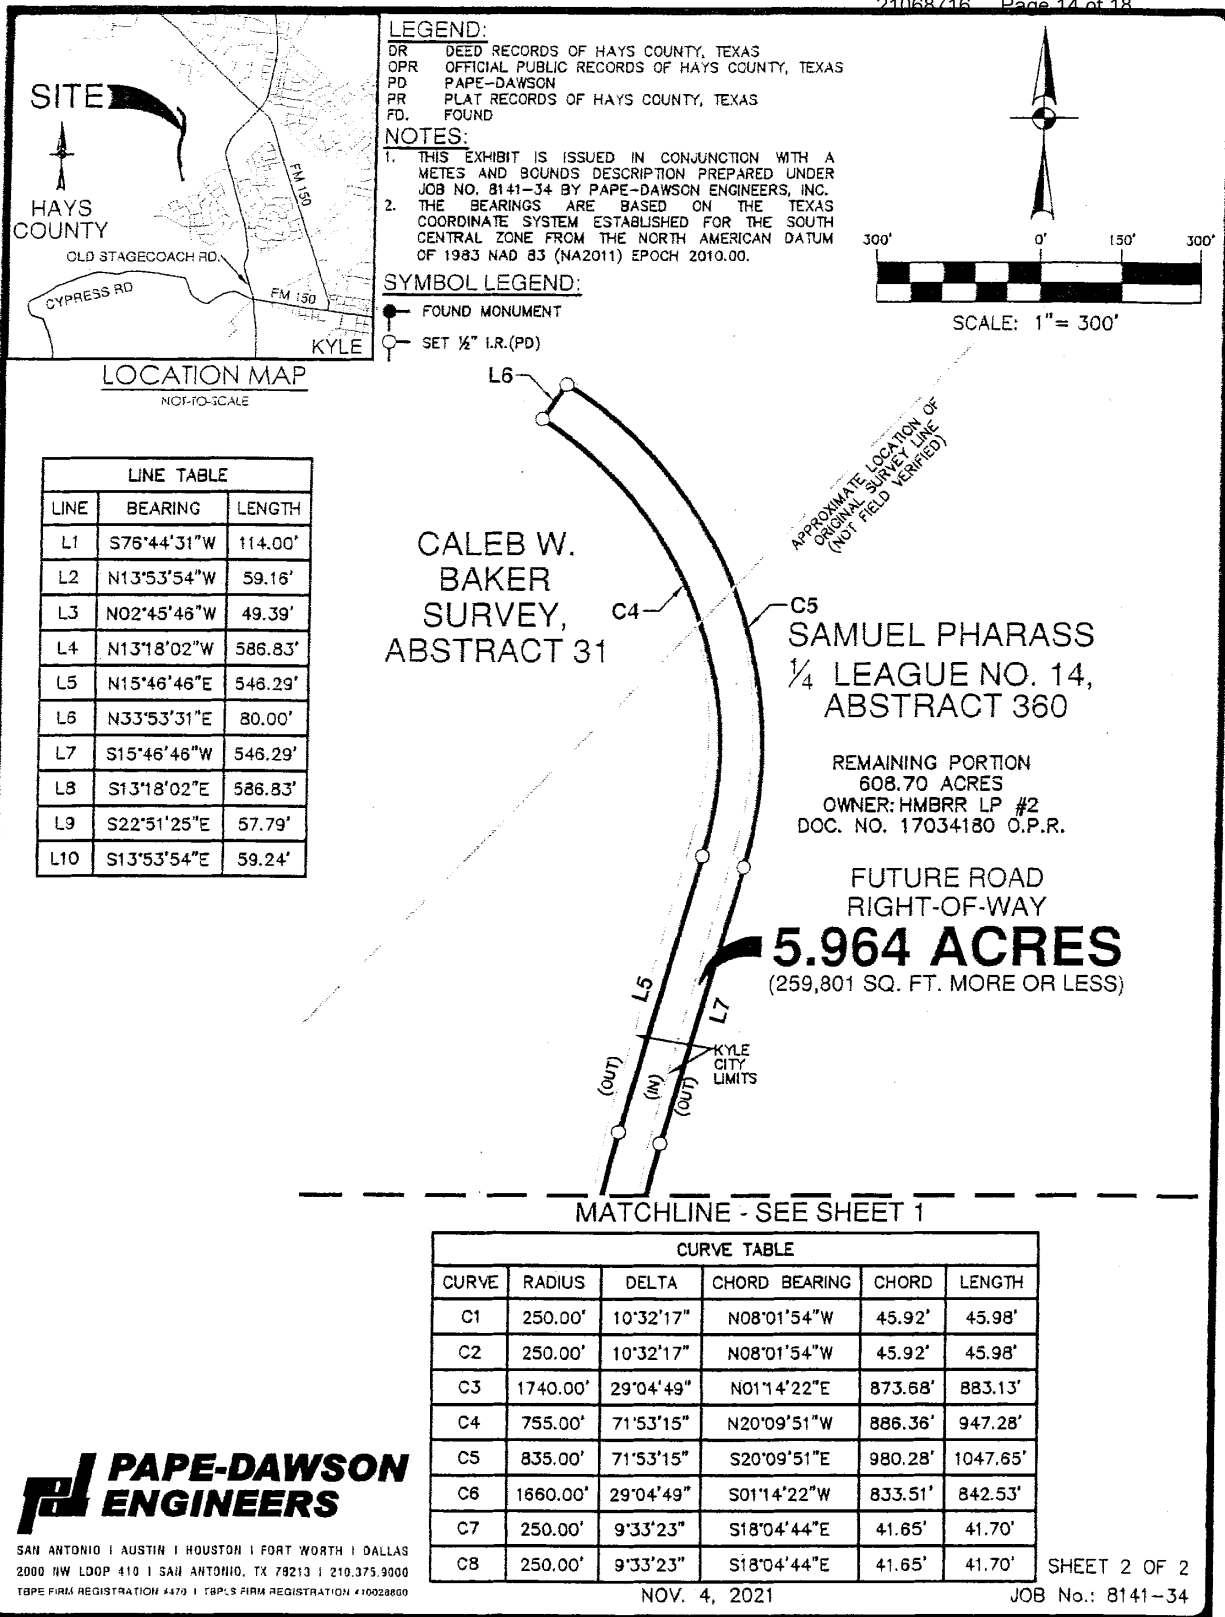 21068716 Page 14 of 18
SITE
HAYS
COUNTY
OLD STAGECOACH RD.
CYPRESS RD
FM 150
FM 150
KYLE
LOCATION MAP
NOT-TO-SCALE
LEGEND:
DR DEED RECORDS OF HAYS COUNTY, TEXAS
OPR OFFICIAL PUBLIC RECORDS OF HAYS COUNTY, TEXAS
PD PAPE-DAWSON
PR PLAT RECORDS OF HAYS COUNTY, TEXAS
FD. FOUND
NOTES:
1. THIS EXHIBIT IS ISSUED IN CONJUNCTION WITH A
METES AND BOUNDS DESCRIPTION PREPARED UNDER
JOB NO. 8141-34 BY PAPE-DAWSON ENGINEERS, INC.
2. THE BEARINGS ARE BASED ON THE TEXAS
COORDINATE SYSTEM ESTABLISHED FOR THE SOUTH
CENTRAL ZONE FROM THE NORTH AMERICAN DATUM
OF 1983 NAD 83 (NA2011) EPOCH 2010.00.
SYMBOL LEGEND:
FOUND MONUMENT
SET ½" I.R.(PD)
300' 0' 150' 300'
SCALE: 1"= 300'
LINE TABLE
LINE BEARING LENGTH
L1 S76°44'31"W 114.00'
L2 N13°53'54"W 59.16'
L3 N02°45'46"W 49.39'
L4 N13°18'02"W 586.83'
L5 N15°46'46"E 546.29'
L6 N33°53'31"E 80.00'
L7 S15°46'46"W 546.29'
L8 S13°18'02"E 586.83'
L9 S22°51'25"E 57.79'
L10 S13°53'54"E 59.24'
L6
APPROXIMATE LOCATION OF
ORIGINAL SURVEY LINE
(NOT FIELD VERIFIED)
CALEB W.
BAKER
SURVEY,
ABSTRACT 31
C4
C5
SAMUEL PHARASS
¼ LEAGUE NO. 14,
ABSTRACT 360
REMAINING PORTION
608.70 ACRES
OWNER: HMBRR LP #2
DOC. NO. 17034180 O.P.R.
FUTURE ROAD
RIGHT-OF-WAY
5.964 ACRES
(259,801 SQ. FT. MORE OR LESS)
L5
L7
KYLE
CITY
LIMITS
(OUT)
(IN)
(OUT)
MATCHLINE - SEE SHEET 1
CURVE TABLE
CURVE RADIUS DELTA CHORD BEARING CHORD LENGTH
C1 250.00' 10°32'17" N08°01'54"W 45.92' 45.98'
C2 250.00' 10°32'17" N08°01'54"W 45.92' 45.98'
C3 1740.00' 29°04'49" N01°14'22"E 873.68' 883.13'
C4 755.00' 71°53'15" N20°09'51"W 886.36' 947.28'
C5 835.00' 71°53'15" S20°09'51"E 980.28' 1047.65'
C6 1660.00' 29°04'49" S01°14'22"W 833.51' 842.53'
C7 250.00' 9°33'23" S18°04'44"E 41.65' 41.70'
C8 250.00' 9°33'23" S18°04'44"E 41.65' 41.70'
PAPE-DAWSON
ENGINEERS
SAN ANTONIO | AUSTIN | HOUSTON | FORT WORTH | DALLAS
2000 NW LOOP 410 | SAN ANTONIO, TX 78213 | 210.375.9000
TBPE FIRM REGISTRATION #470 | TBPLS FIRM REGISTRATION #10028800
NOV. 4, 2021
SHEET 2 OF 2
JOB No.: 8141-34